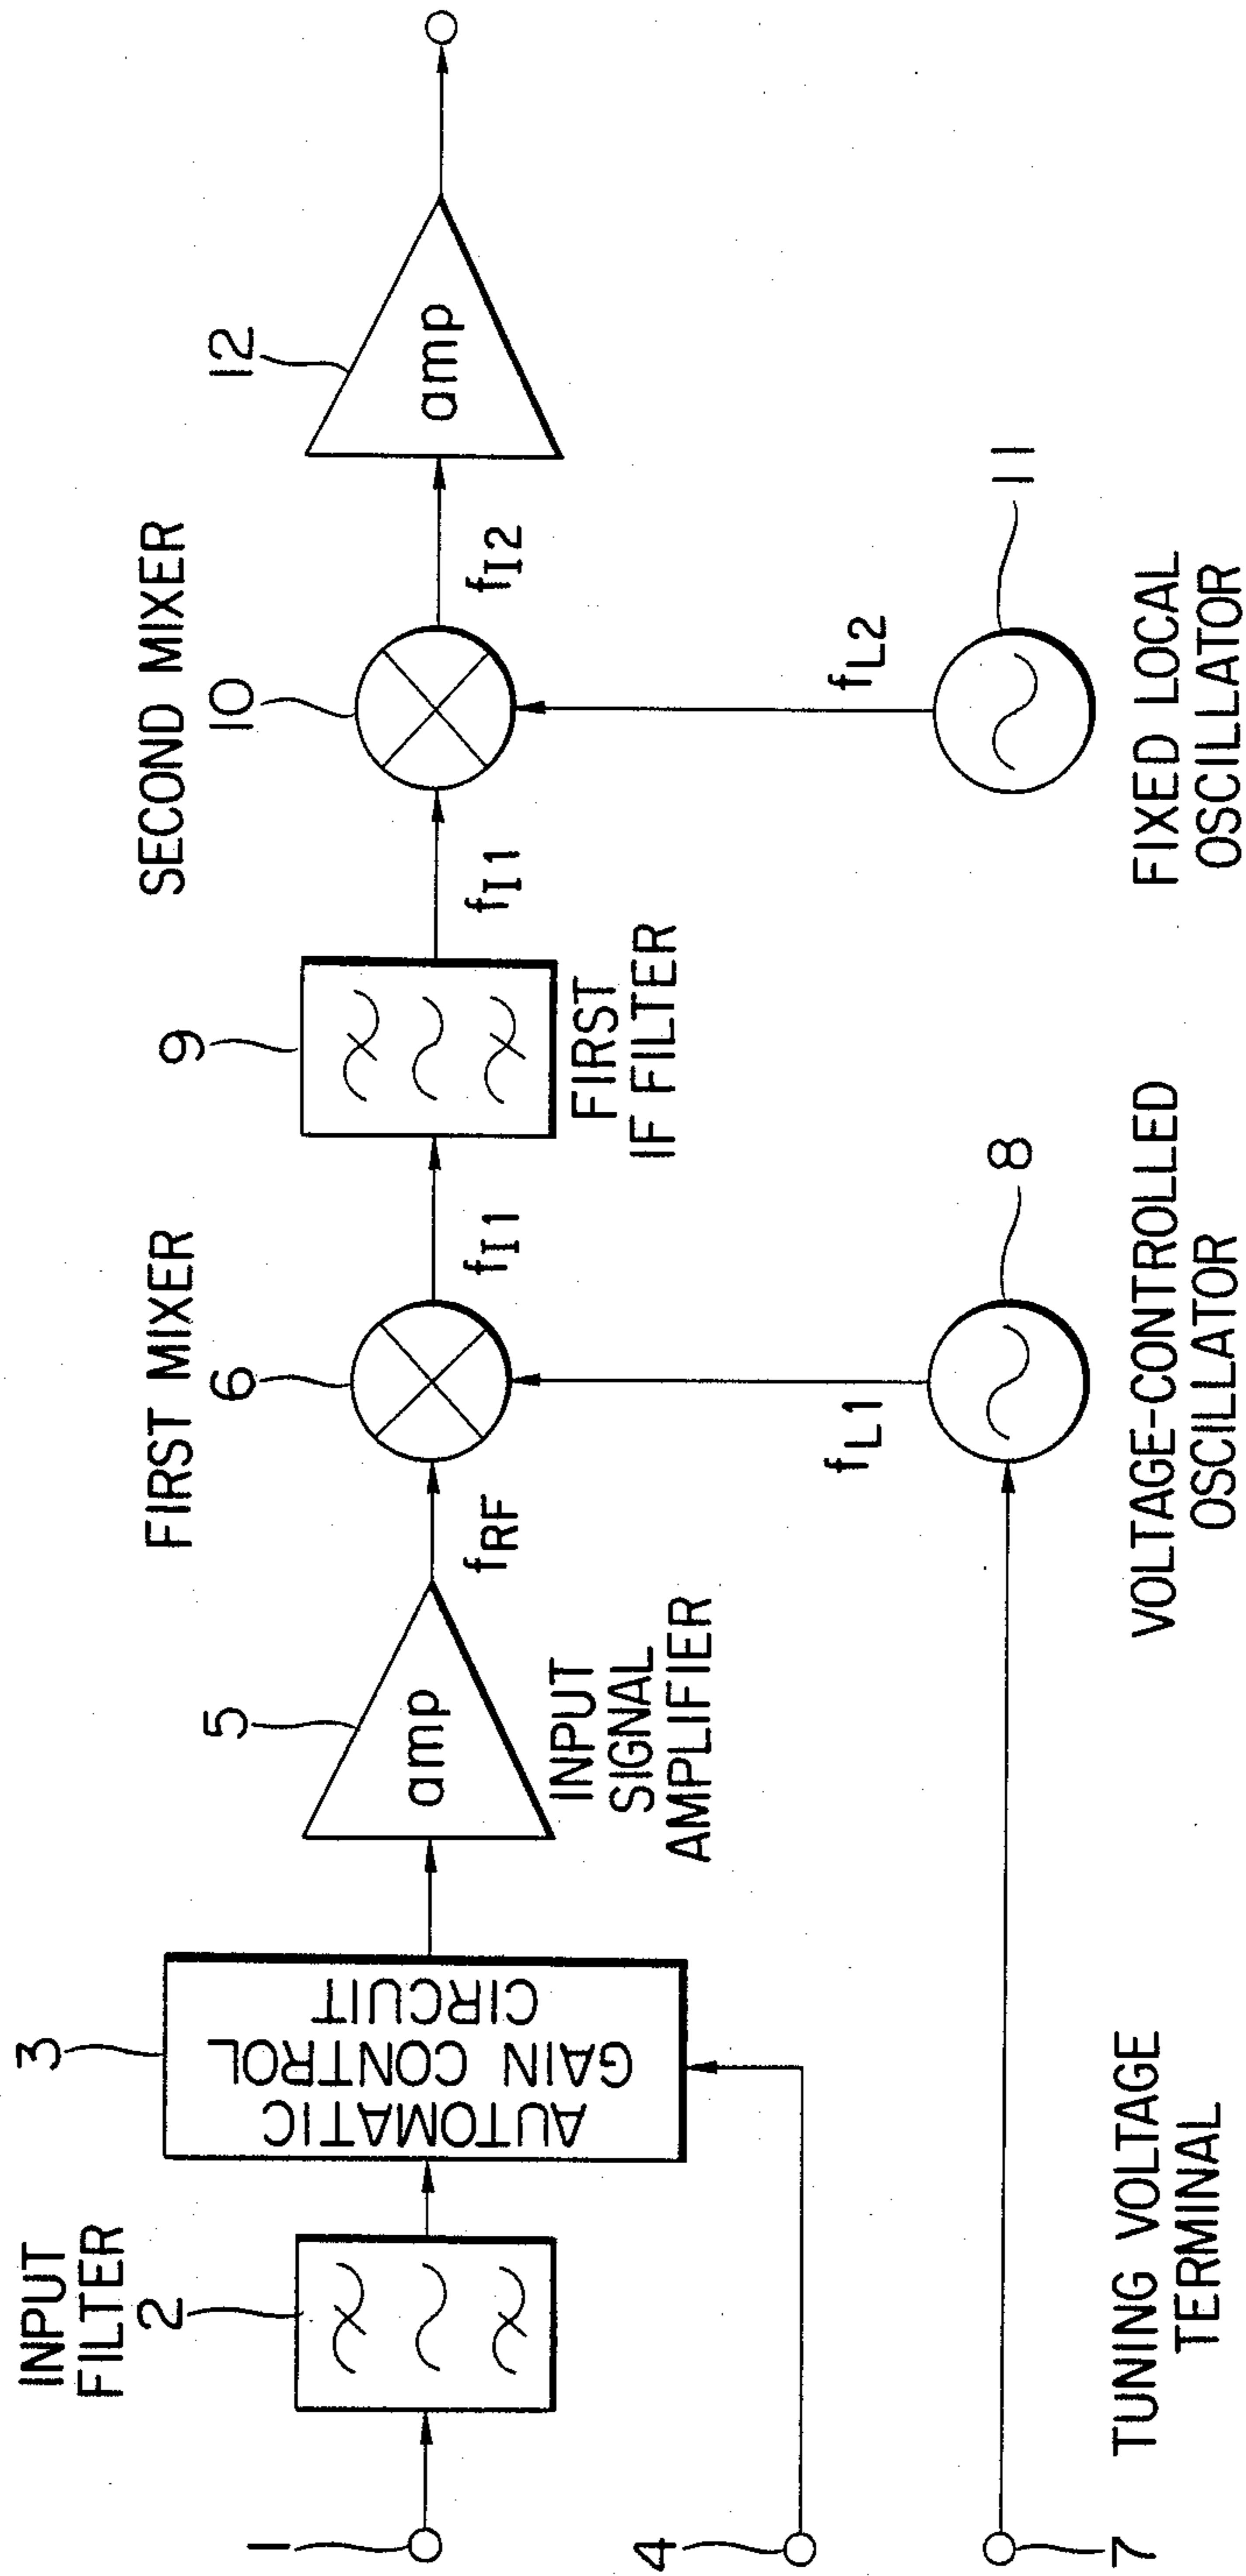 INPUT
FILTER
2
1
3
AUTOMATIC
GAIN CONTROL
CIRCUIT
4
5
amp
INPUT
SIGNAL
AMPLIFIER
fRF
FIRST MIXER
6
fI1
fL1
7
TUNING VOLTAGE
TERMINAL
8
VOLTAGE-CONTROLLED
OSCILLATOR
9
FIRST
IF FILTER
fI1
SECOND MIXER
10
fI2
fL2
11
FIXED LOCAL
OSCILLATOR
12
amp